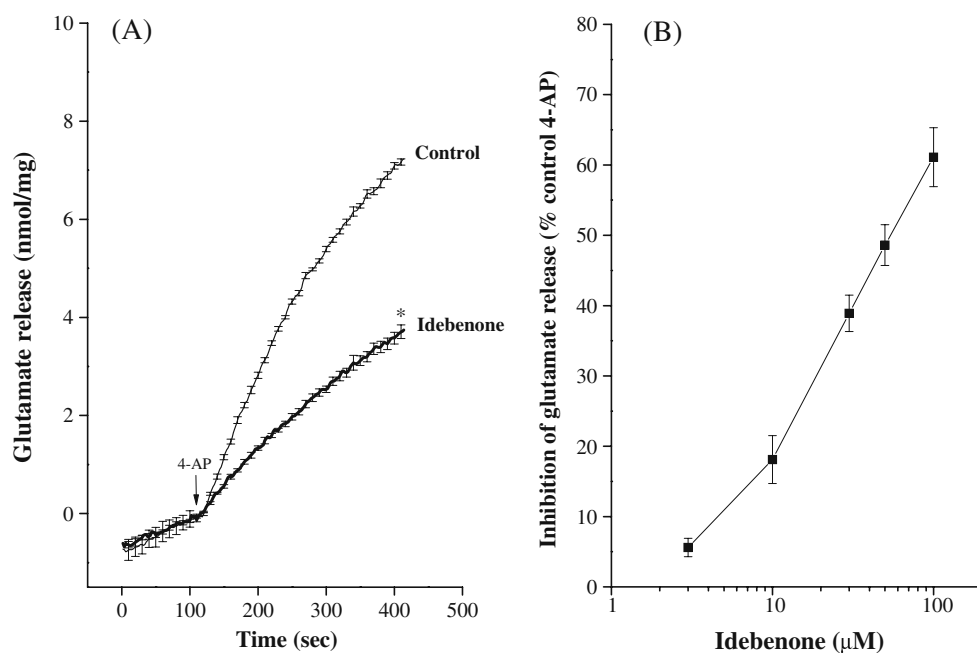 (A)
10
8
6
4
2
0
Glutamate release (nmol/mg)
Control
*
Idebenone
4-AP
0 100 200 300 400 500
Time (sec)
(B)
80
70
60
50
40
30
20
10
0
Inhibition of glutamate release (% control 4-AP)
1 10 100
Idebenone (μM)